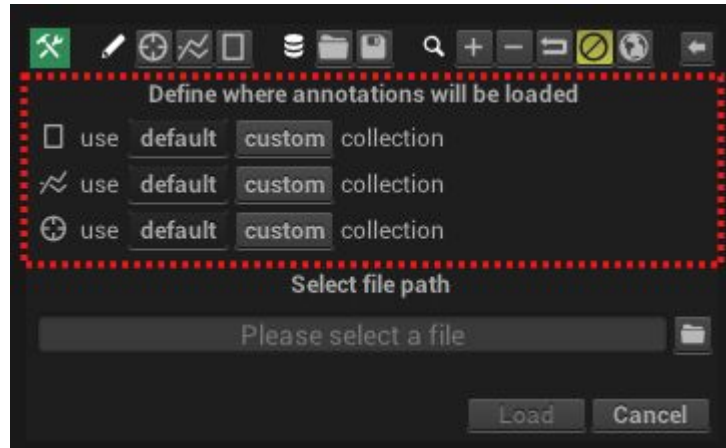 Define where annotations will be loaded
use default custom collection
use default custom collection
use default custom collection
Select file path
Please select a file
Load Cancel